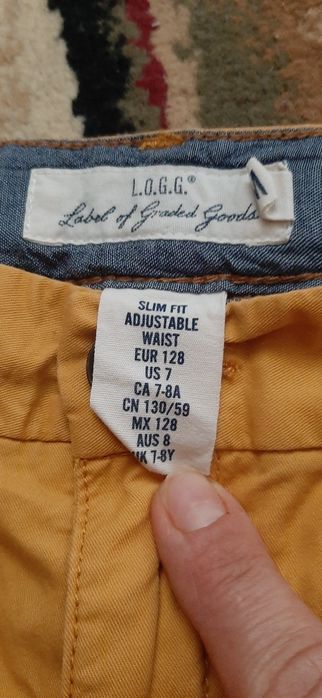 L.O.G.G.®
Label of Graded Goods
SLIM FIT
ADJUSTABLE
WAIST
EUR 128
US 7
CA 7-8A
CN 130/59
MX 128
AUS 8
UK 7-8Y